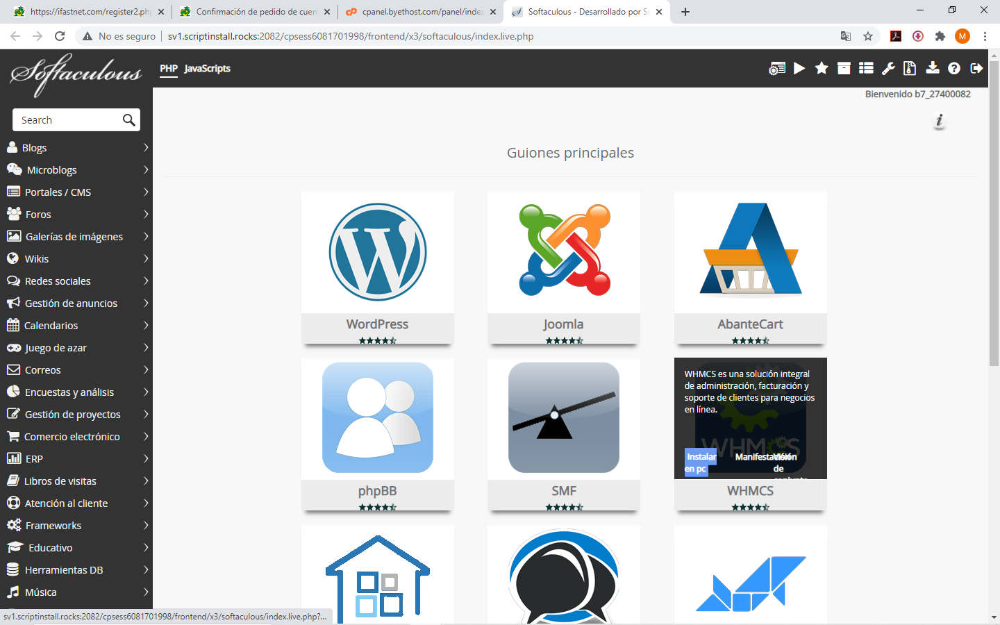 https://ifastnet.com/register2.php
Confirmación de pedido de cuen
cpanel.byethost.com/panel/index
Softaculous - Desarrollado por So
No es seguro
sv1.scriptinstall.rocks:2082/cpsess6081701998/frontend/x3/softaculous/index.live.php
M
Softaculous
PHP
JavaScripts
Bienvenido b7_27400082
i
Search
Blogs
Microblogs
Portales / CMS
Foros
Galerías de imágenes
Wikis
Redes sociales
Gestión de anuncios
Calendarios
Juego de azar
Correos
Encuestas y análisis
Gestión de proyectos
Comercio electrónico
ERP
Libros de visitas
Atención al cliente
Frameworks
Educativo
Herramientas DB
Música
Guiones principales
WordPress
Joomla
AbanteCart
phpBB
SMF
WHMCS es una solución integral
de administración, facturación y
soporte de clientes para negocios
en línea.
WHMCS
Instalar
en pc
Manifestación
Visión
de
conjunto
WHMCS
sv1.scriptinstall.rocks:2082/cpsess6081701998/frontend/x3/softaculous/index.live.php?...